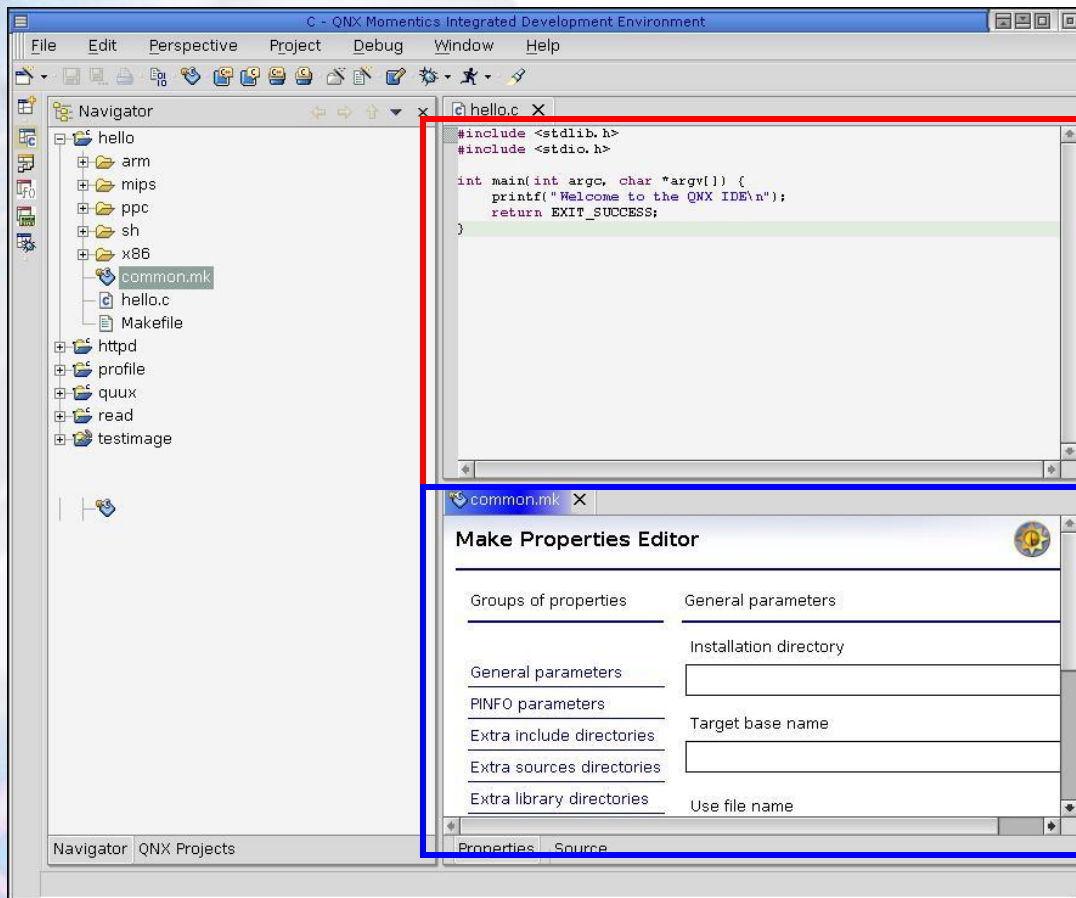 C - QNX Momentics Integrated Development Environment
File Edit Perspective Project Debug Window Help
Navigator
hello
arm
mips
ppc
sh
x86
common.mk
hello.c
Makefile
httpd
profile
quux
read
testimage
Navigator QNX Projects
hello.c
#include <stdlib.h>
#include <stdio.h>
int main(int argc, char *argv[]) {
printf("Welcome to the QNX IDE\n");
return EXIT_SUCCESS;
}
common.mk
Make Properties Editor
Groups of properties
General parameters
PINFO parameters
Extra include directories
Extra sources directories
Extra library directories
General parameters
Installation directory
Target base name
Use file name
Properties Source